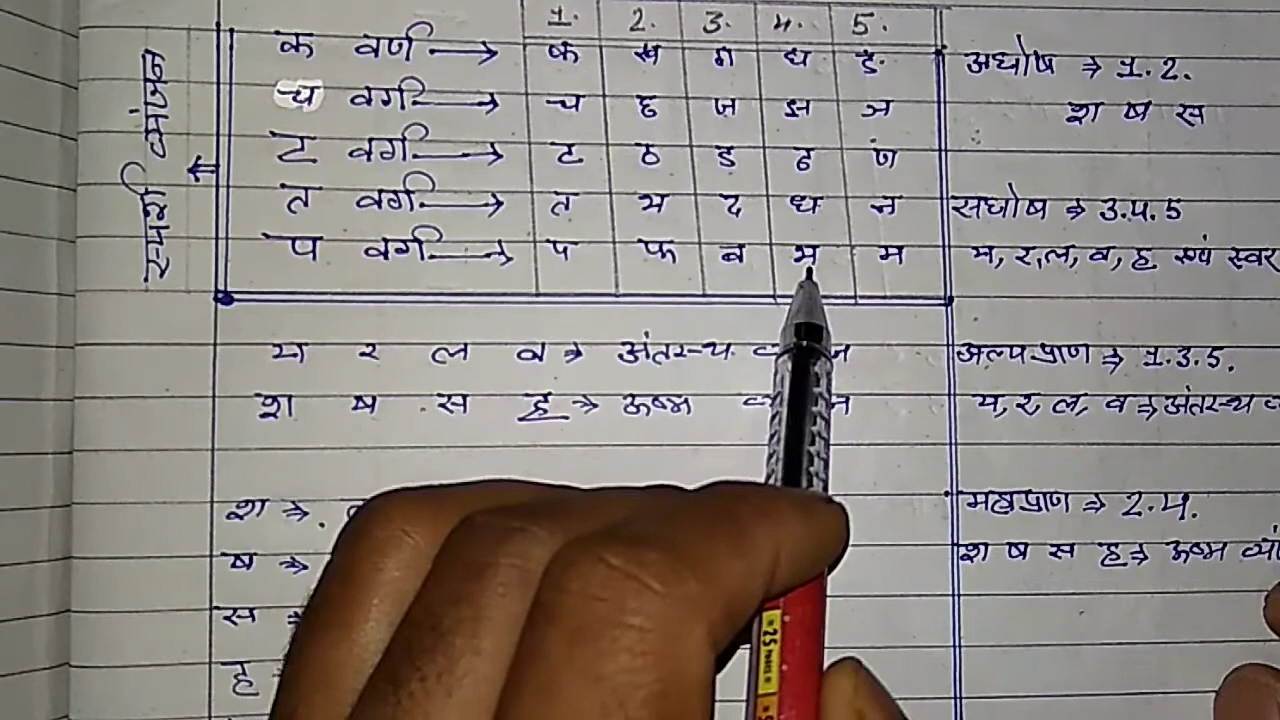 1. 2. 3. 4. 5.
क वर्ण → क ख ग घ ङ
च वर्ग → च छ ज झ ञ
ट वर्ग → ट ठ ड ढ ण
त वर्ग → त थ द ध न
प वर्ग → प फ ब भ म
स्पर्शी व्यंजन
य र ल व ⇒ अंतस्थ
श ष स ह ⇒ ऊष्म
श ⇒
ष ⇒
स ⇒
ह
अघोष ⇒ 1.2.
श ष स
सघोष ⇒ 3.4.5
य, र, ल, व, ह एवं स्वर
अल्पप्राण ⇒ 1.3.5.
य, र, ल, व ⇒ अंतस्थ
महाप्राण ⇒ 2.4.
श ष स ह ⇒ ऊष्म
25